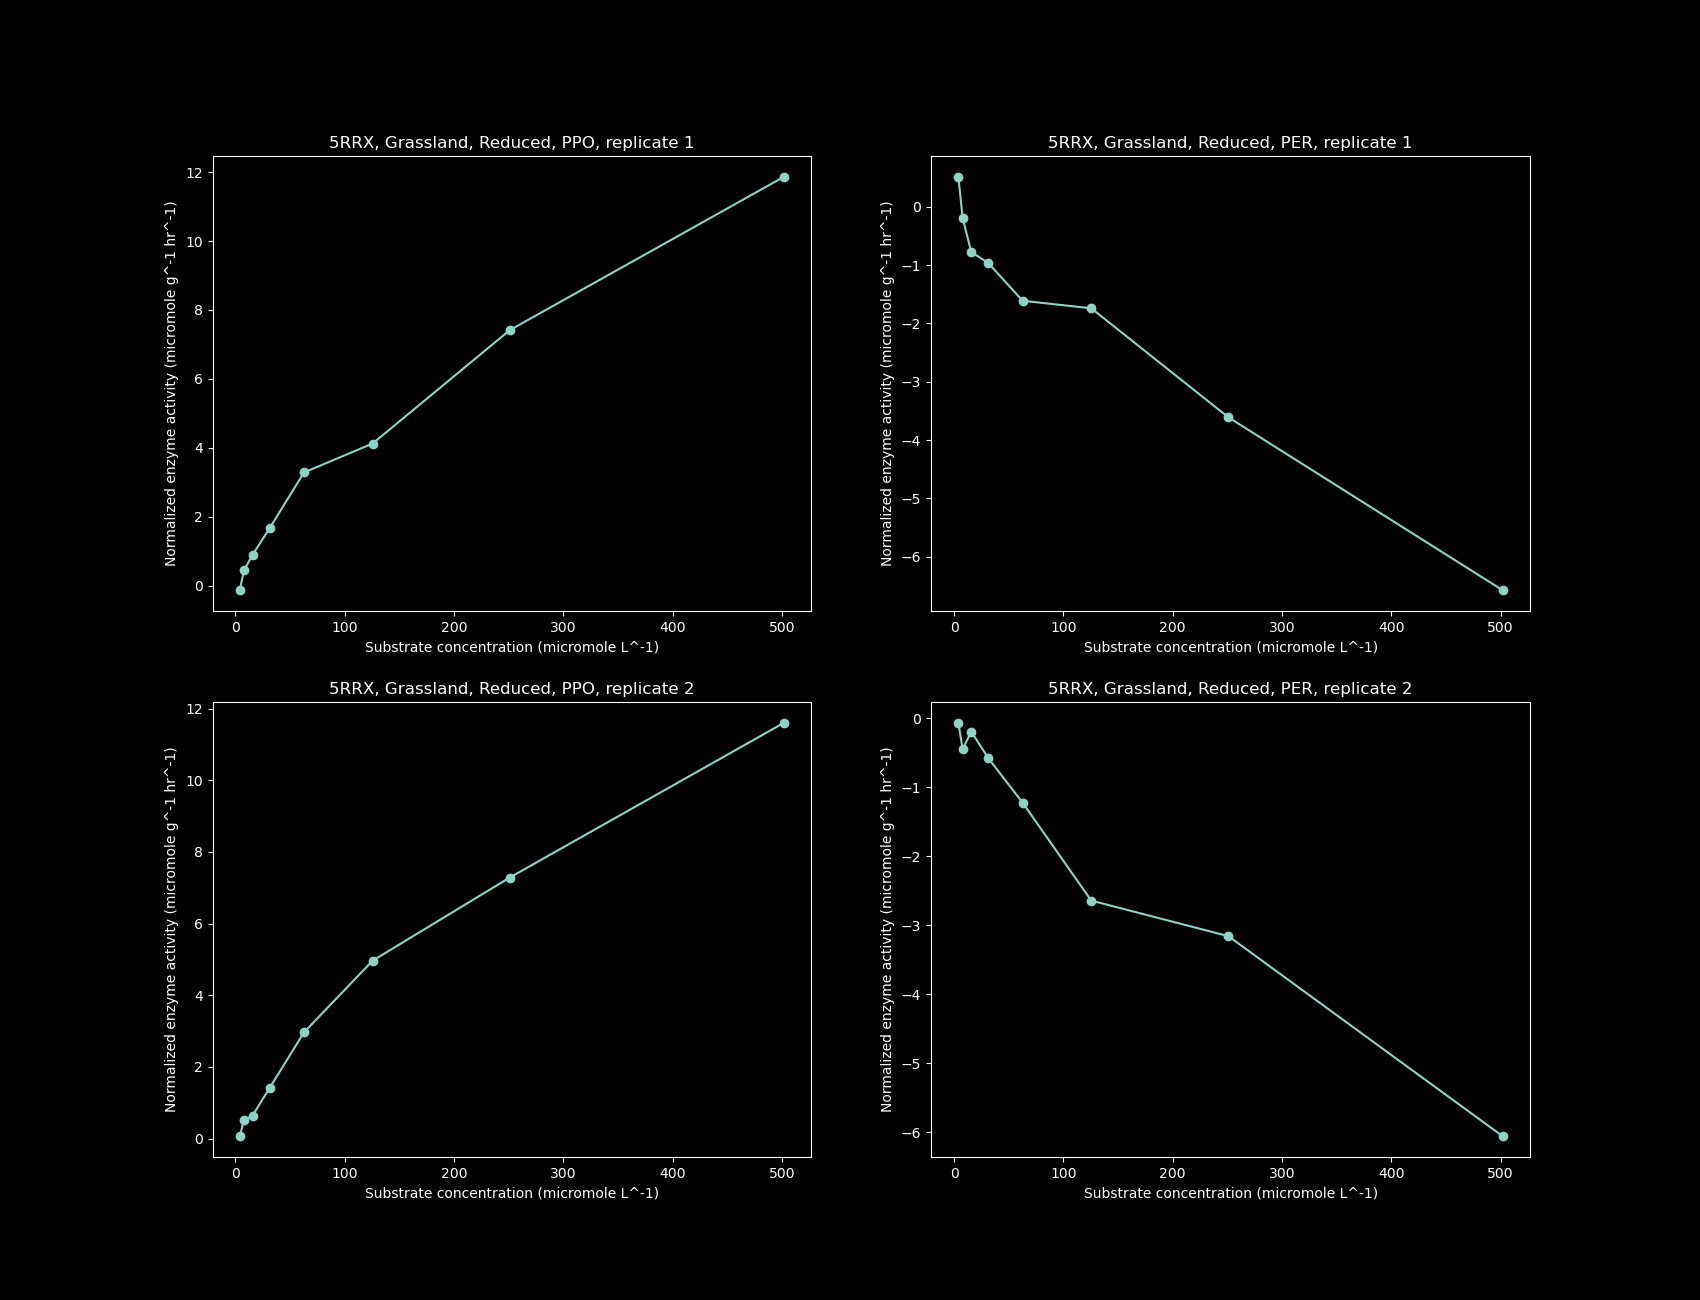 5RRX, Grassland, Reduced, PPO, replicate 1
Normalized enzyme activity (micromole g^-1 hr^-1)
12
10
8
6
4
2
0
0 100 200 300 400 500
Substrate concentration (micromole L^-1)
5RRX, Grassland, Reduced, PER, replicate 1
Normalized enzyme activity (micromole g^-1 hr^-1)
0
−1
−2
−3
−4
−5
−6
0 100 200 300 400 500
Substrate concentration (micromole L^-1)
5RRX, Grassland, Reduced, PPO, replicate 2
Normalized enzyme activity (micromole g^-1 hr^-1)
12
10
8
6
4
2
0
0 100 200 300 400 500
Substrate concentration (micromole L^-1)
5RRX, Grassland, Reduced, PER, replicate 2
Normalized enzyme activity (micromole g^-1 hr^-1)
0
−1
−2
−3
−4
−5
−6
0 100 200 300 400 500
Substrate concentration (micromole L^-1)